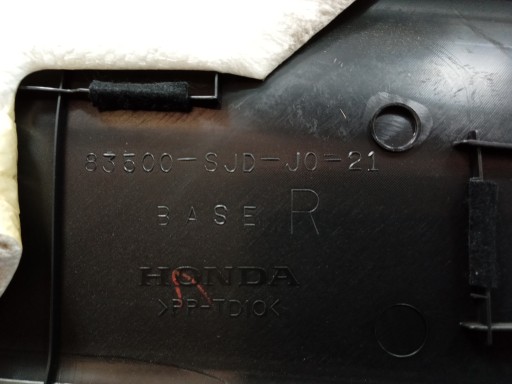 83500-SJD-J0-21
BASE R
HONDA
>PP-TD10<